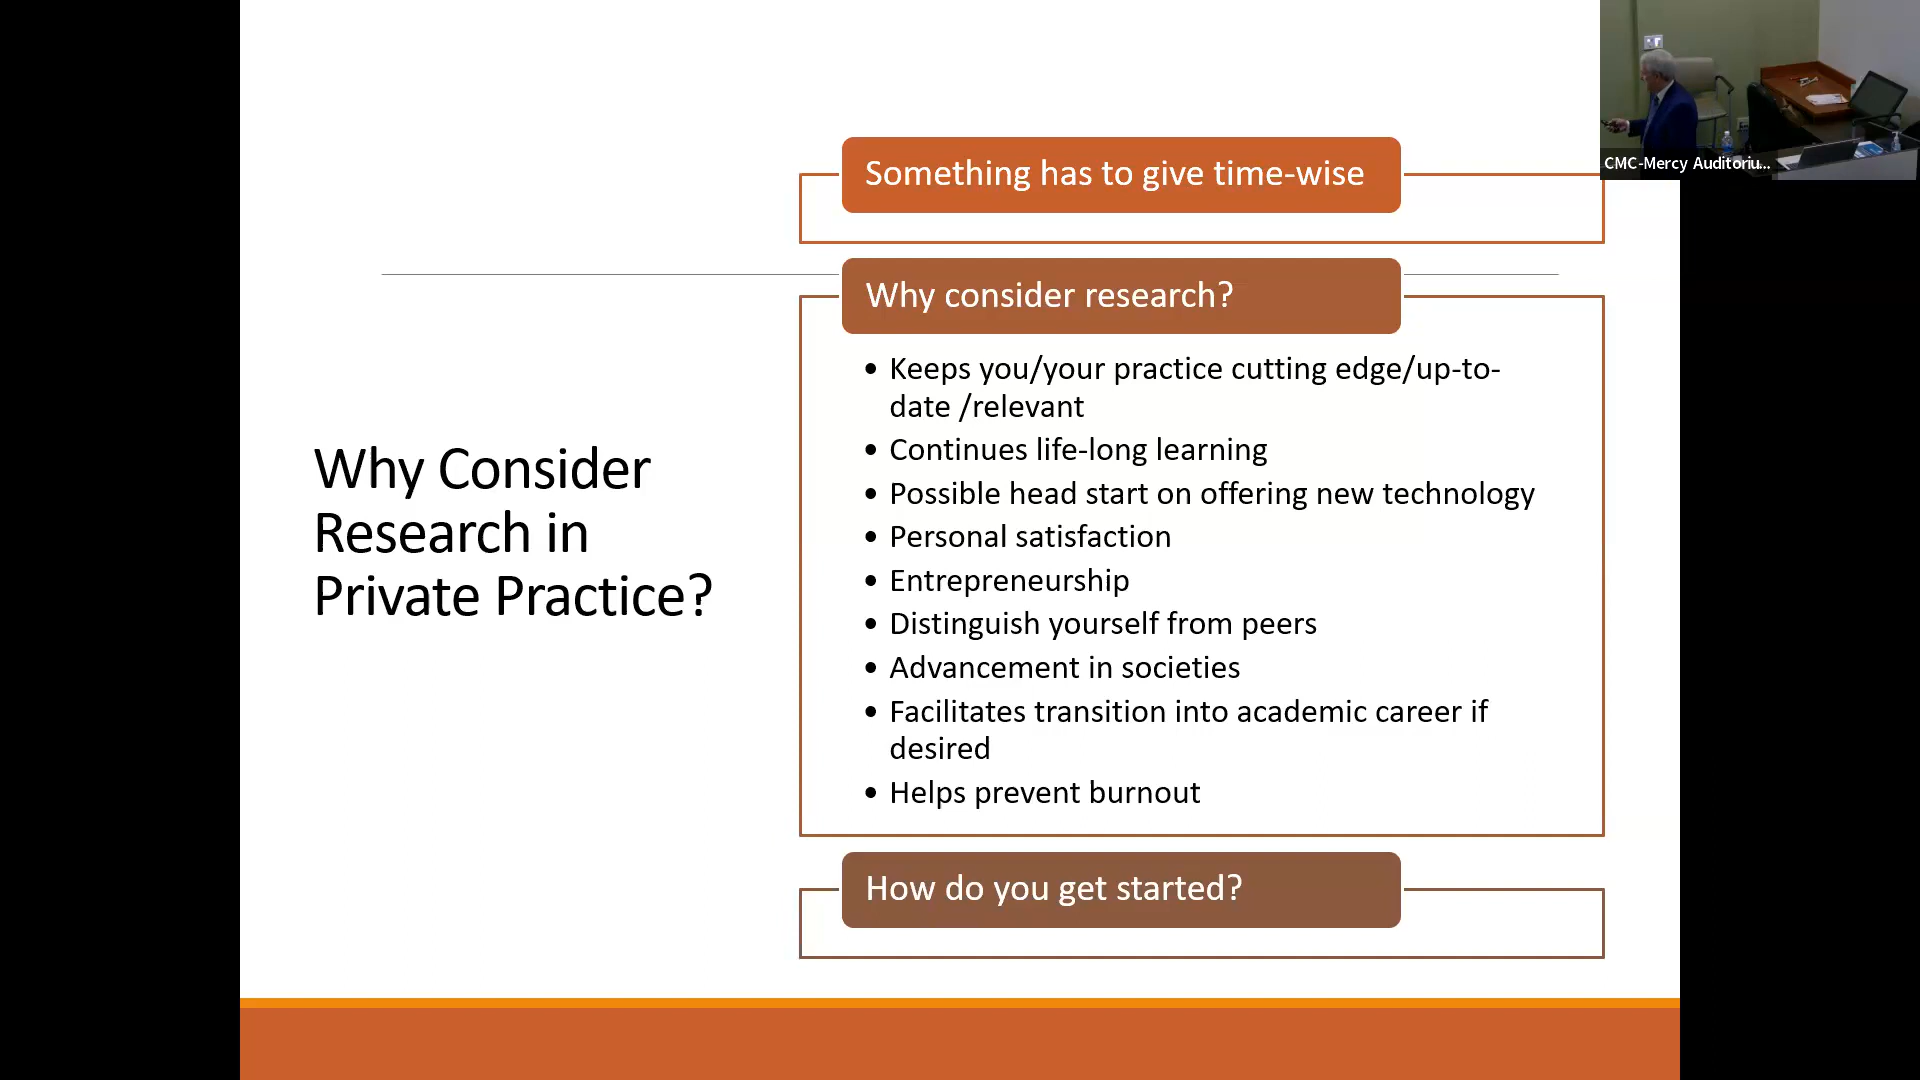 Why Consider
Research in
Private Practice?
Something has to give time-wise
Why consider research?
• Keeps you/your practice cutting edge/up-to-
date /relevant
• Continues life-long learning
• Possible head start on offering new technology
• Personal satisfaction
• Entrepreneurship
• Distinguish yourself from peers
• Advancement in societies
• Facilitates transition into academic career if
desired
• Helps prevent burnout
How do you get started?
CMC-Mercy Auditoriu...